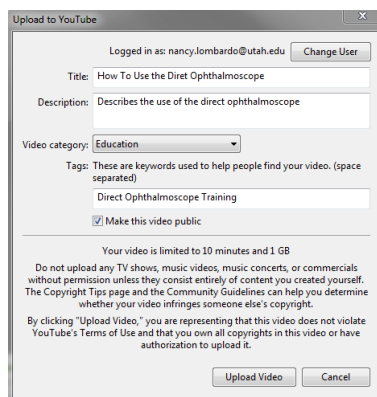 Upload to YouTube
Logged in as: nancy.lombardo@utah.edu Change User
Title: How To Use the Diret Ophthalmoscope
Description: Describes the use of the direct ophthalmoscope
Video category: Education
Tags: These are keywords used to help people find your video. (space
separated)
Direct Ophthalmoscope Training
Make this video public
Your video is limited to 10 minutes and 1 GB
Do not upload any TV shows, music videos, music concerts, or commercials
without permission unless they consist entirely of content you created yourself.
The Copyright Tips page and the Community Guidelines can help you determine
whether your video infringes someone else's copyright.
By clicking "Upload Video," you are representing that this video does not violate
YouTube's Terms of Use and that you own all copyrights in this video or have
authorization to upload it.
Upload Video Cancel